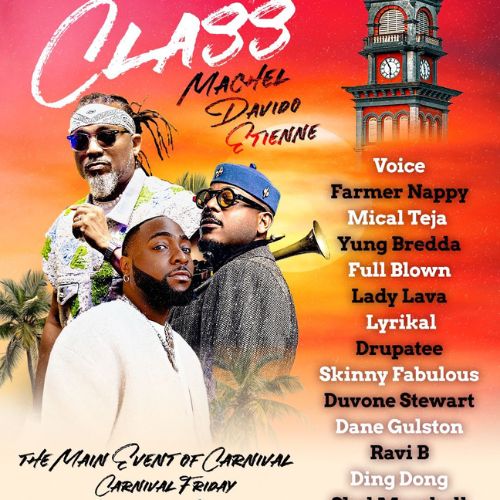 CLASS
MACHEL
DAVIDO
ETIENNE
Voice
Farmer Nappy
Mical Teja
Yung Bredda
Full Blown
Lady Lava
Lyrikal
Drupatee
Skinny Fabulous
Duvone Stewart
Dane Gulston
Ravi B
Ding Dong
THE MAIN EVENT OF CARNIVAL
CARNIVAL FRIDAY